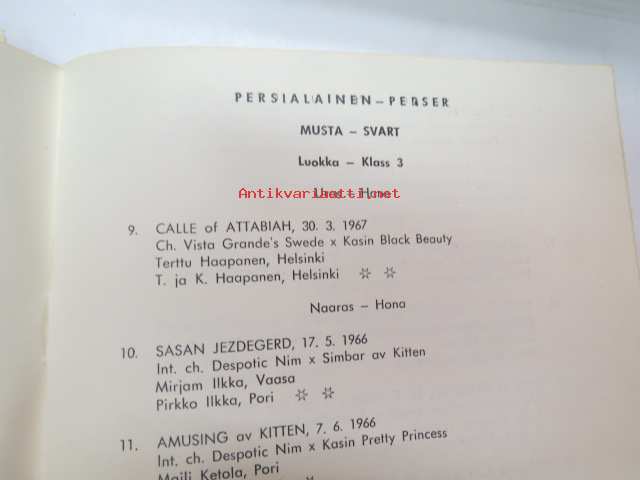 PERSIALAINEN – PERSER
MUSTA – SVART
Luokka – Klass 3
Antikvariaatti.net
Uros – Hane
9. CALLE of ATTABIAH, 30. 3. 1967
Ch. Vista Grande's Swede x Kasin Black Beauty
Terttu Haapanen, Helsinki
T. ja K. Haapanen, Helsinki ☆ ☆
Naaras – Hona
10. SASAN JEZDEGERD, 17. 5. 1966
Int. ch. Despotic Nim x Simbar av Kitten
Mirjam Ilkka, Vaasa
Pirkko Ilkka, Pori ☆ ☆
11. AMUSING av KITTEN, 7. 6. 1966
Int. ch. Despotic Nim x Kasin Pretty Princess
Maili Ketola, Pori